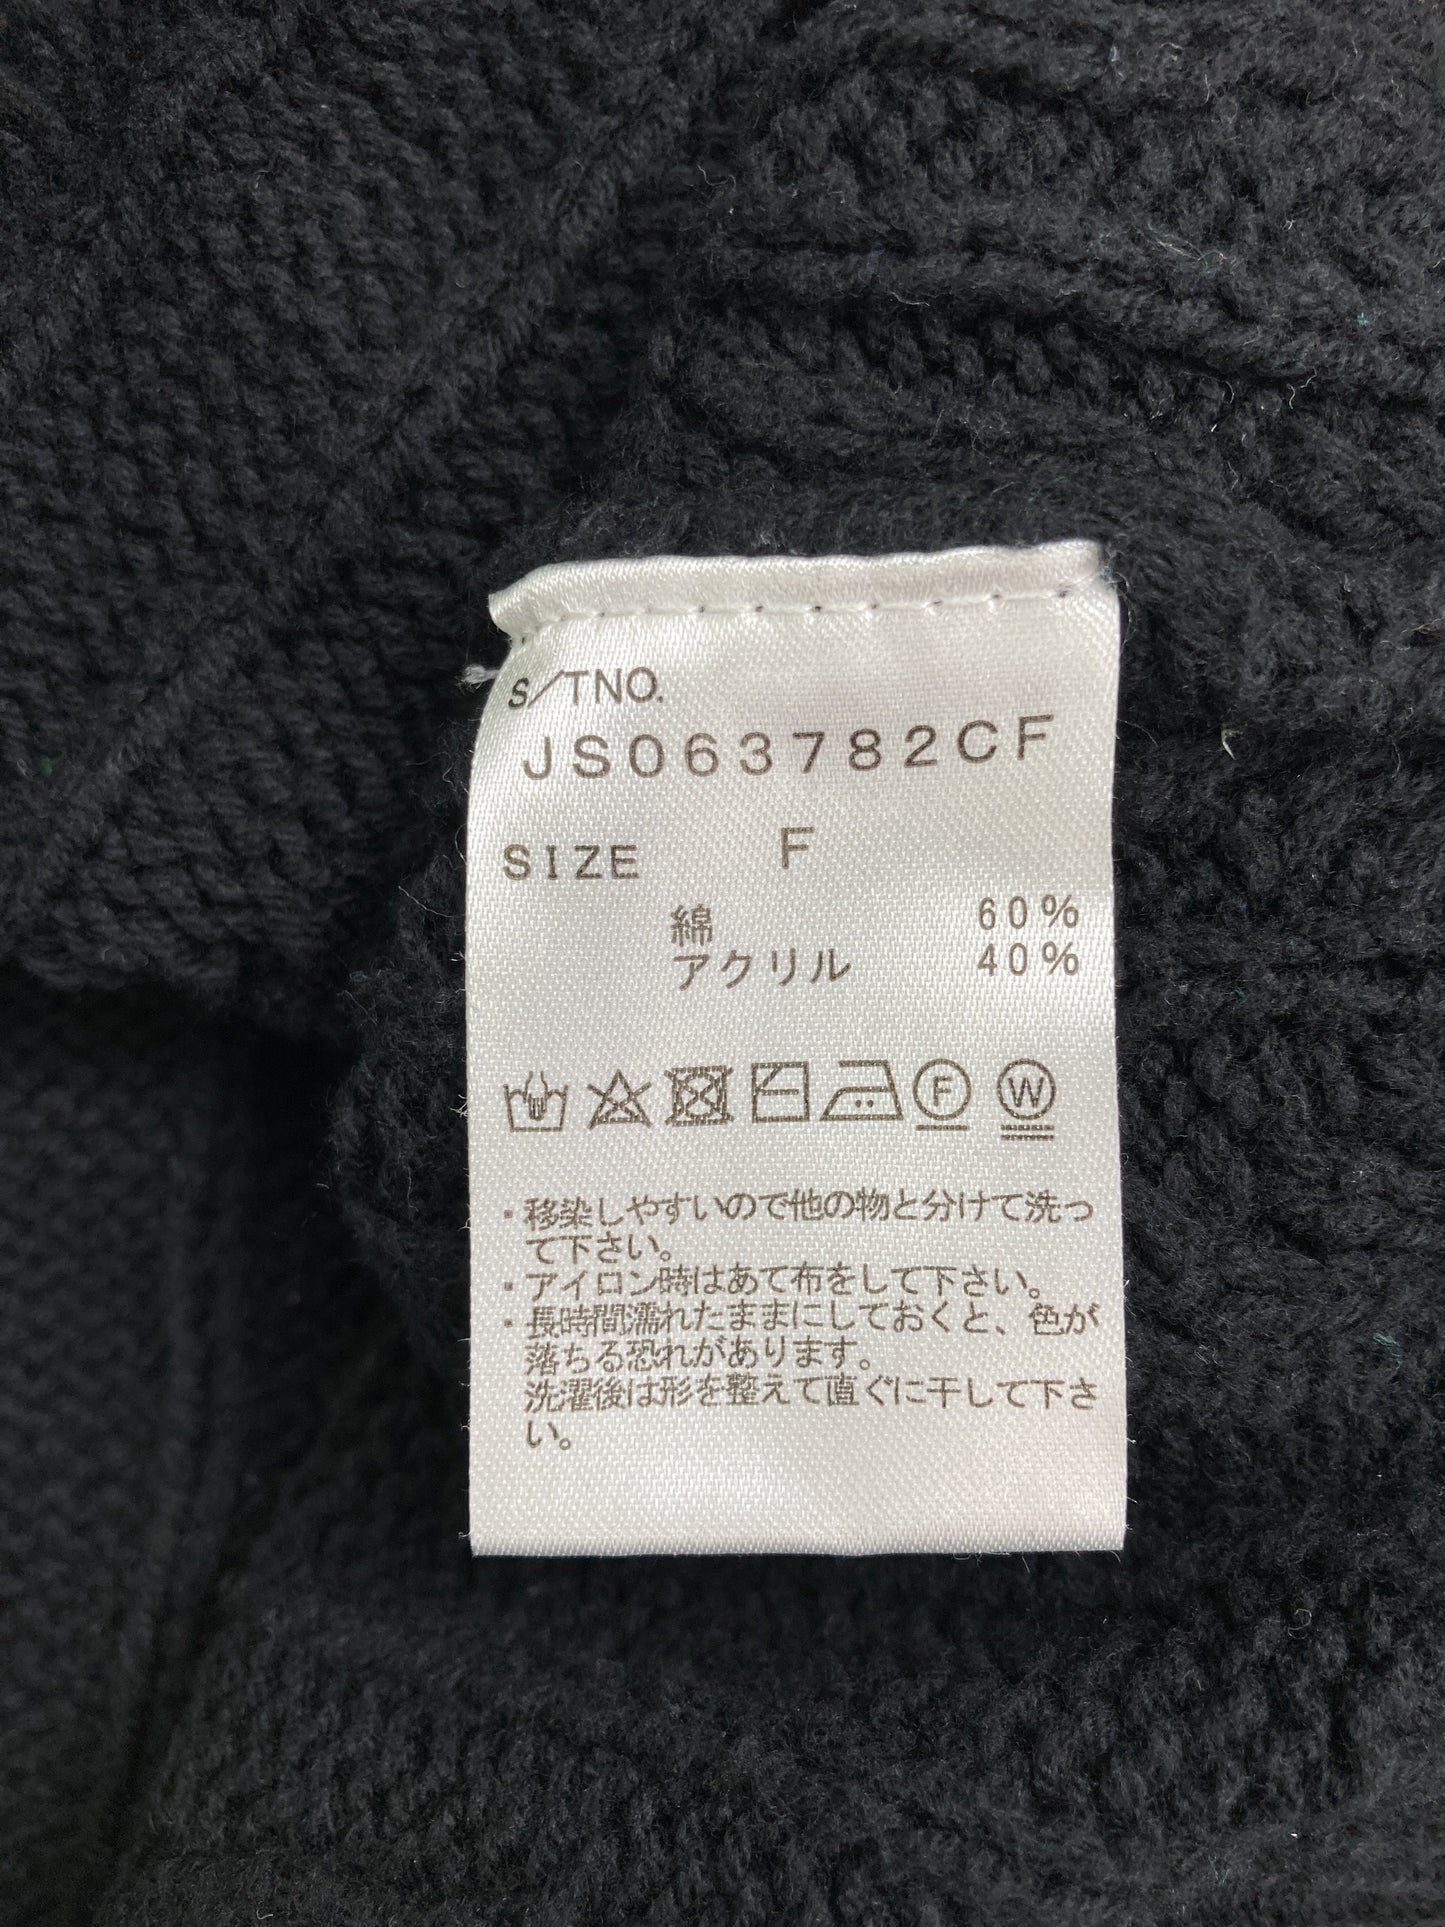 S/TNO.
JS063782CF
SIZE F
綿 60%
アクリル 40%
F W
・移染しやすいので他の物と分けて洗っ
て下さい。
・アイロン時はあて布をして下さい。
・長時間濡れたままにしておくと、色が
落ちる恐れがあります。
洗濯後は形を整えて直ぐに干して下さ
い。